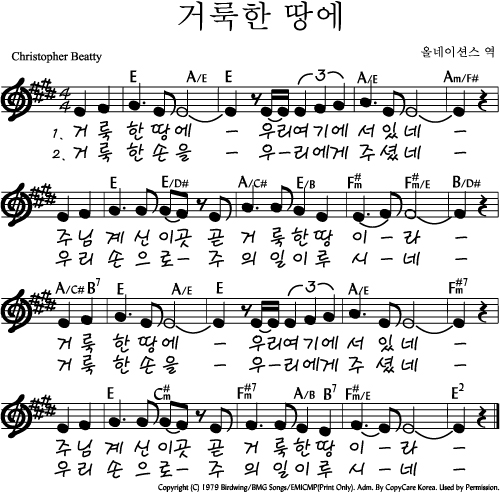 거룩한 땅에
Christopher Beatty
올네이션스 역
E A/E E 3 3 A/E Am/F#
1. 거 룩 한 땅 에 - 우리여기에 서 있 네 -
2. 거 룩 한 손 을 - 우-리에게 주 셨 네 -
E E/D# A/C# E/B F#m F#m/E B/D#
주 님 계 신 이곳 곧 거 룩 한 땅 이 - 라 -
우 리 손 으 로- 주 의 일 이 루 시 - 네 -
A/C# B7 E A/E E 3 3 A/E F#m7
거 룩 한 땅 에 - 우리여기에 서 있 네 -
거 룩 한 손 을 - 우-리에게 주 셨 네 -
B7 E C#m F#m7 A/B B7 F#m/E E2
주 님 계 신 이곳 곧 거 룩 한 땅 이 - 라 -
우 리 손 으 로- 주 의 일 이 루 시 - 네 -
Copyright (C) 1979 Birdwing/BMG Songs/EMICMP(Print Only). Adm. By CopyCare Korea. Used by Permission.